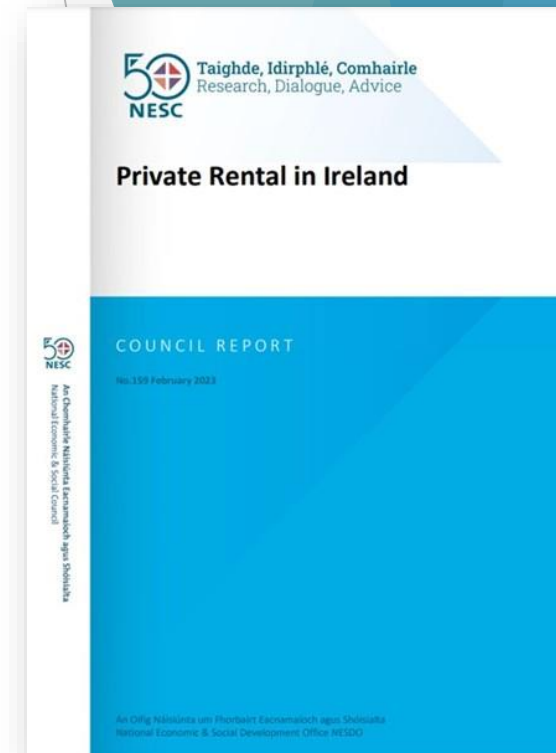 50
NESC
Taighde, Idirphlé, Comhairle
Research, Dialogue, Advice
Private Rental in Ireland
COUNCIL REPORT
No.159 February 2023
50
NESC
An Chomhairle Náisiúnta Eacnamaíoch agus Shóisialta
National Economic & Social Council
An Oifig Náisiúnta um Fhorbairt Eacnamaíoch agus Shóisialta
National Economic & Social Development Office NESDO